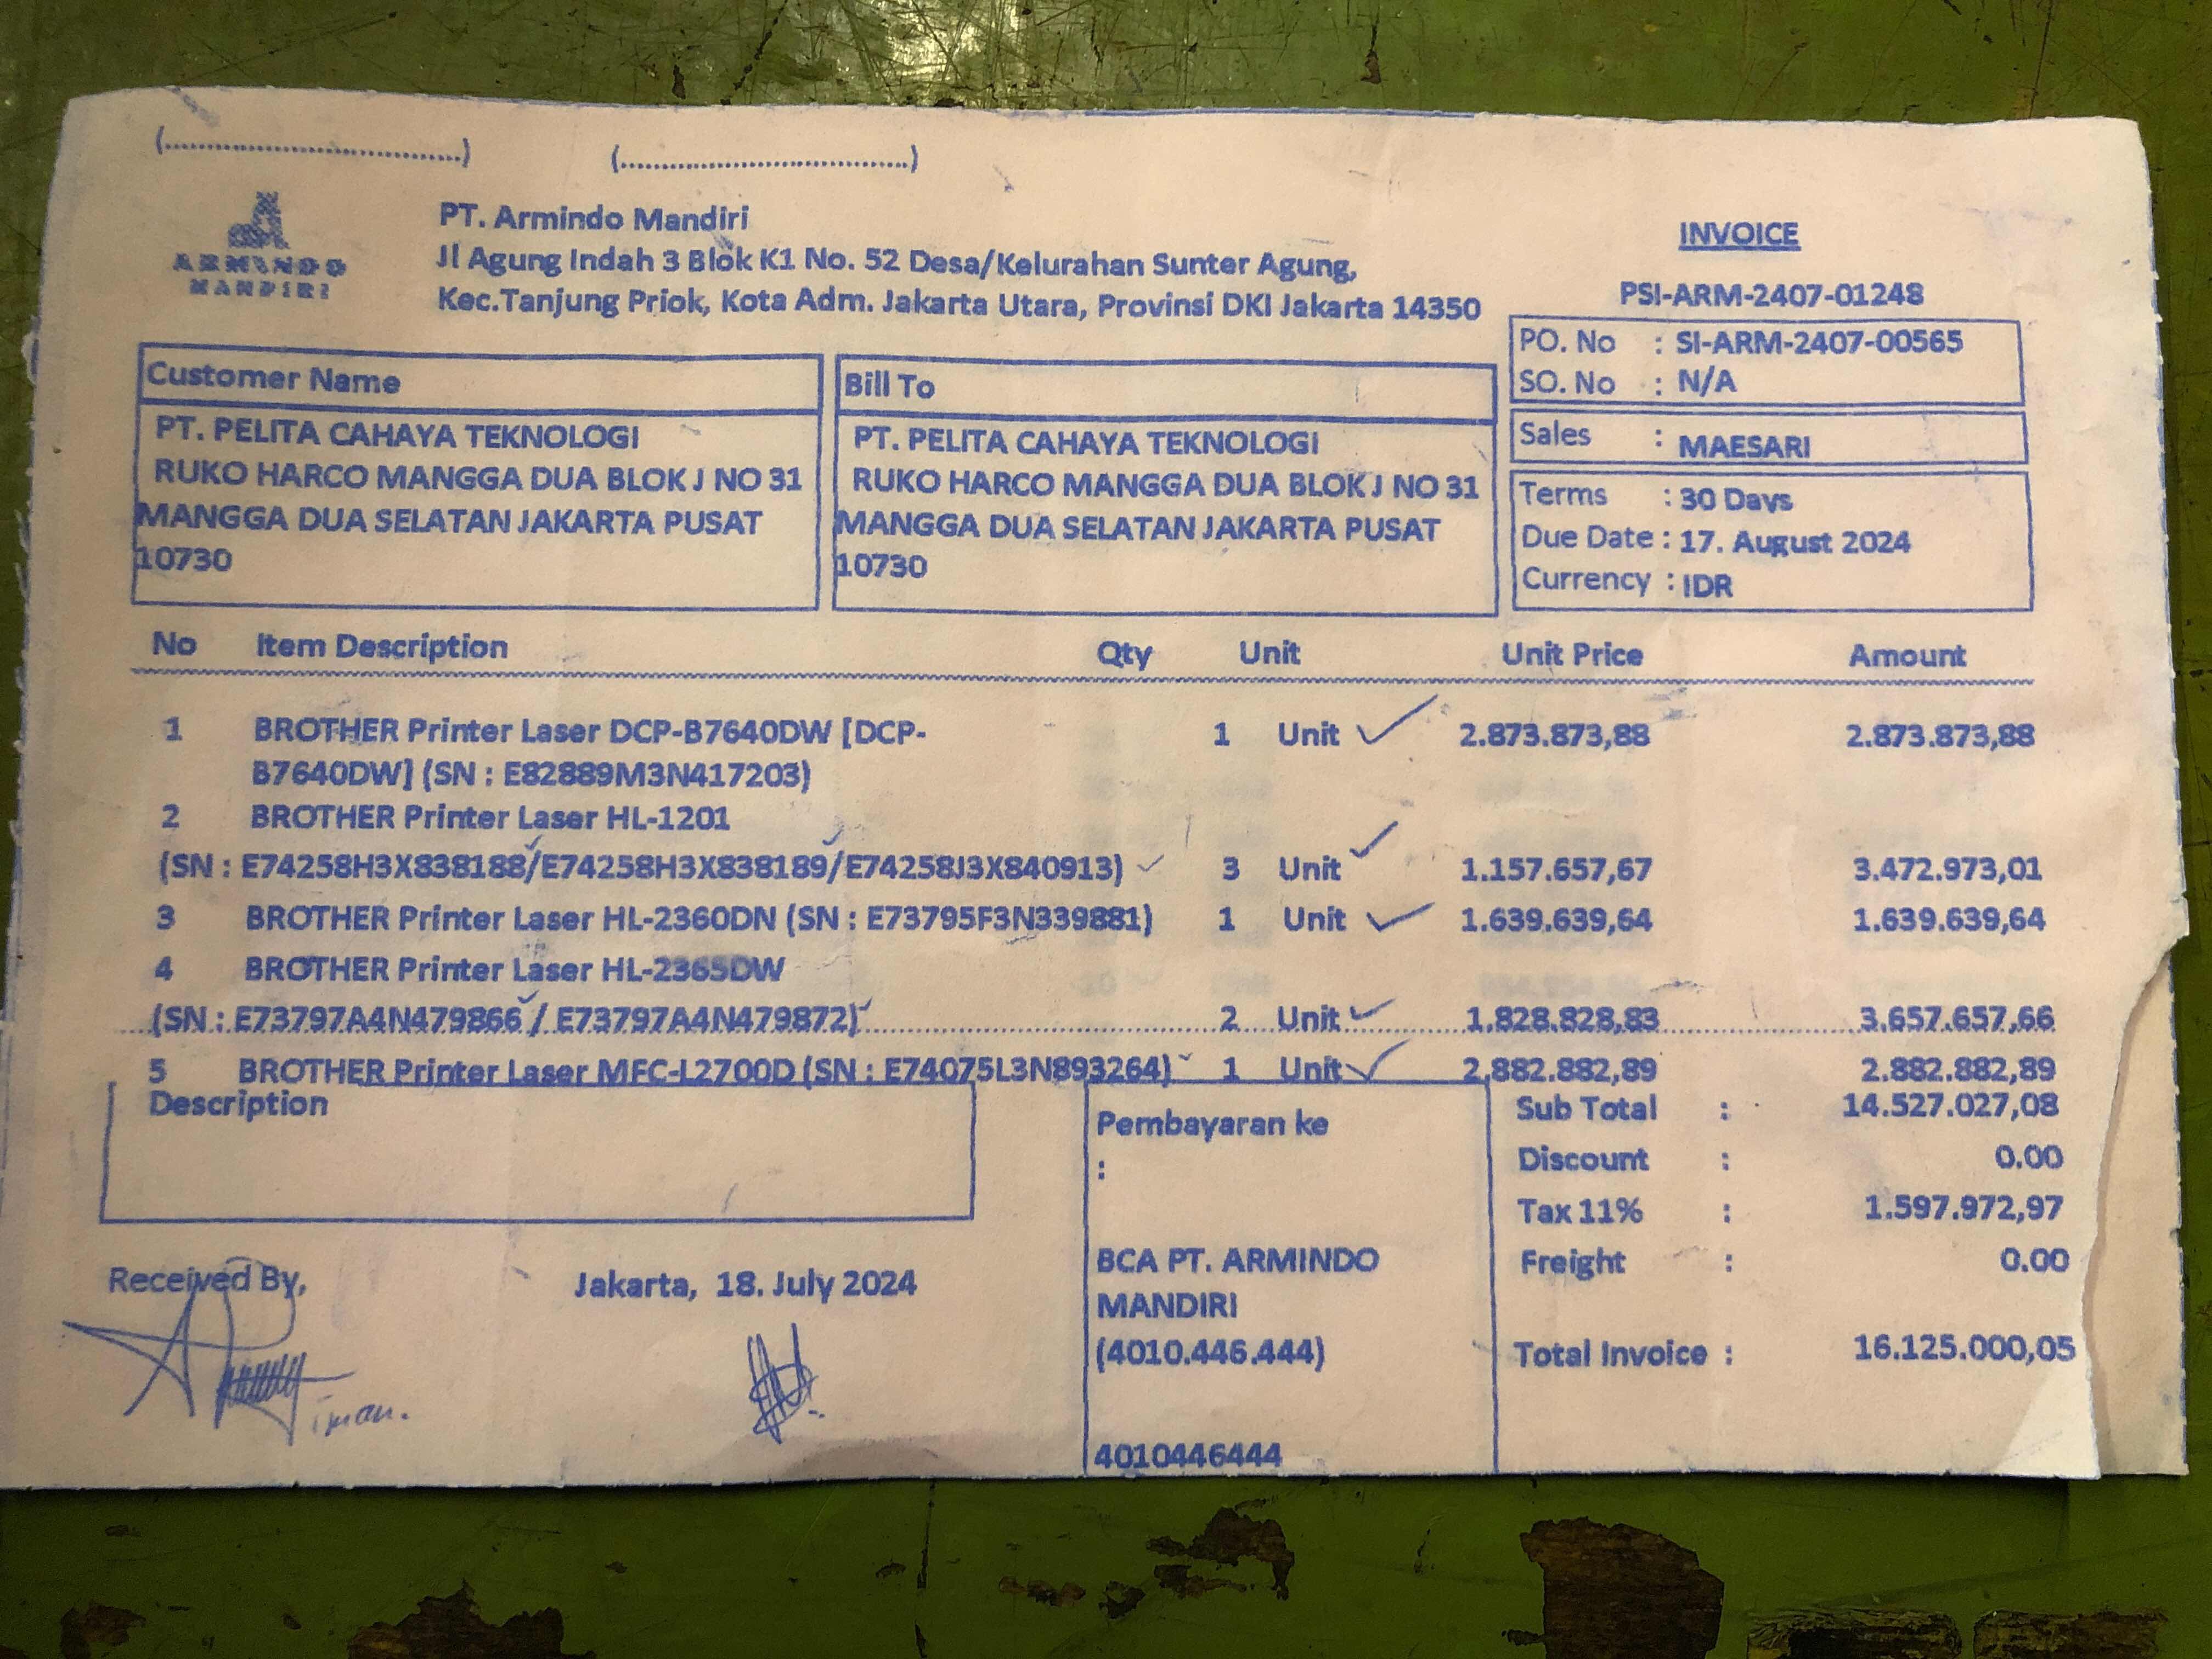 (.....................................) (.....................................)
ARMINDO
MANDIRI
PT. Armindo Mandiri
Jl Agung Indah 3 Blok K1 No. 52 Desa/Kelurahan Sunter Agung,
Kec.Tanjung Priok, Kota Adm. Jakarta Utara, Provinsi DKI Jakarta 14350
INVOICE
PSI-ARM-2407-01248
PO. No : SI-ARM-2407-00565
SO. No : N/A
Sales : MAESARI
Terms : 30 Days
Due Date : 17. August 2024
Currency : IDR
Customer Name
PT. PELITA CAHAYA TEKNOLOGI
RUKO HARCO MANGGA DUA BLOK J NO 31
MANGGA DUA SELATAN JAKARTA PUSAT
10730
Bill To
PT. PELITA CAHAYA TEKNOLOGI
RUKO HARCO MANGGA DUA BLOK J NO 31
MANGGA DUA SELATAN JAKARTA PUSAT
10730
No Item Description Qty Unit Unit Price Amount
1 BROTHER Printer Laser DCP-B7640DW [DCP- 1 Unit 2.873.873,88 2.873.873,88
B7640DW] (SN : E82889M3N417203)
2 BROTHER Printer Laser HL-1201
(SN : E74258H3X838188/E74258H3X838189/E74258J3X840913) 3 Unit 1.157.657,67 3.472.973,01
3 BROTHER Printer Laser HL-2360DN (SN : E73795F3N339881) 1 Unit 1.639.639,64 1.639.639,64
4 BROTHER Printer Laser HL-2365DW
(SN : E73797A4N479866 / E73797A4N479872) 2 Unit 1.828.828,83 3.657.657,66
5 BROTHER Printer Laser MFC-L2700D (SN : E74075L3N893264) 1 Unit 2.882.882,89 2.882.882,89
Description
Pembayaran ke
:
BCA PT. ARMINDO
MANDIRI
(4010.446.444)
4010446444
Sub Total : 14.527.027,08
Discount : 0.00
Tax 11% : 1.597.972,97
Freight : 0.00
Total Invoice : 16.125.000,05
Received By,
Jakarta, 18. July 2024
iman.